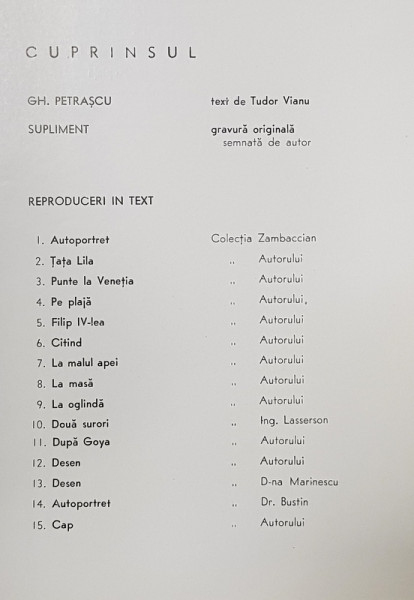 CUPRINSUL
GH. PETRAȘCU text de Tudor Vianu
SUPLIMENT gravură originală
semnată de autor
REPRODUCERI IN TEXT
1. Autoportret Colecția Zambaccian
2. Țața Lila ,, Autorului
3. Punte la Veneția ,, Autorului
4. Pe plajă ,, Autorului,
5. Filip IV-lea ,, Autorului
6. Citind ,, Autorului
7. La malul apei ,, Autorului
8. La masă ,, Autorului
9. La oglindă ,, Autorului
10. Două surori ,, Ing. Lasserson
11. După Goya ,, Autorului
12. Desen ,, Autorului
13. Desen ,, D-na Marinescu
14. Autoportret ,, Dr. Bustin
15. Cap ,, Autorului